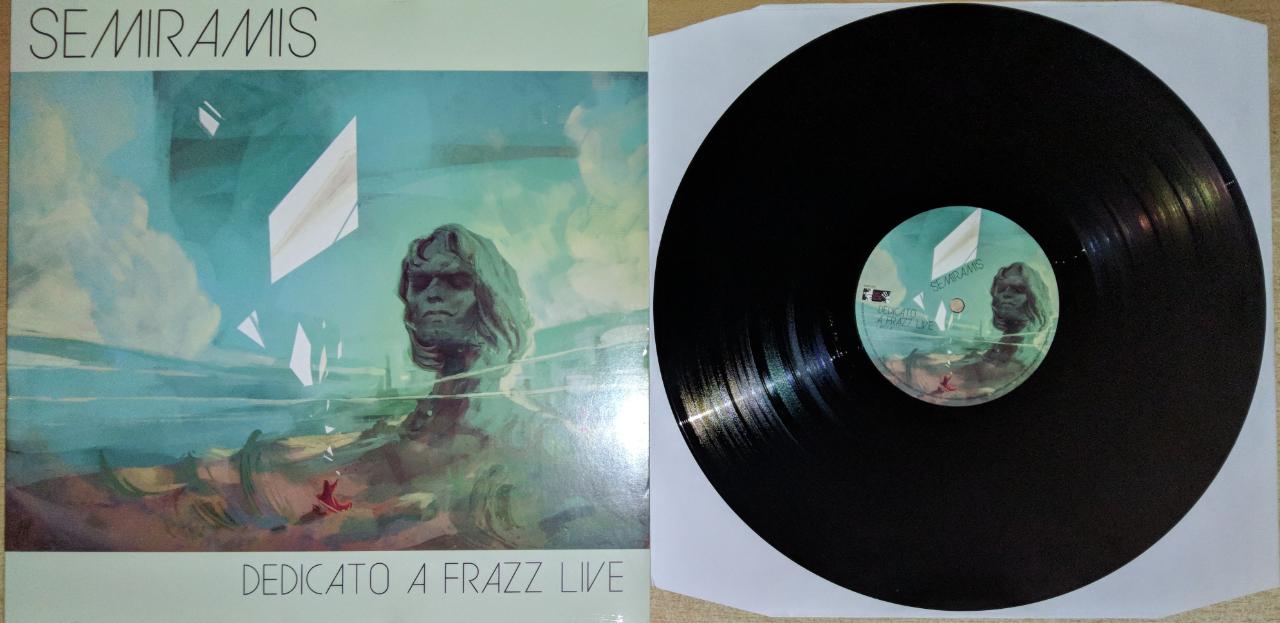 SEMIRAMIS
DEDICATO A FRAZZ LIVE
SEMIRAMIS
DEDICATO
A FRAZZ LIVE